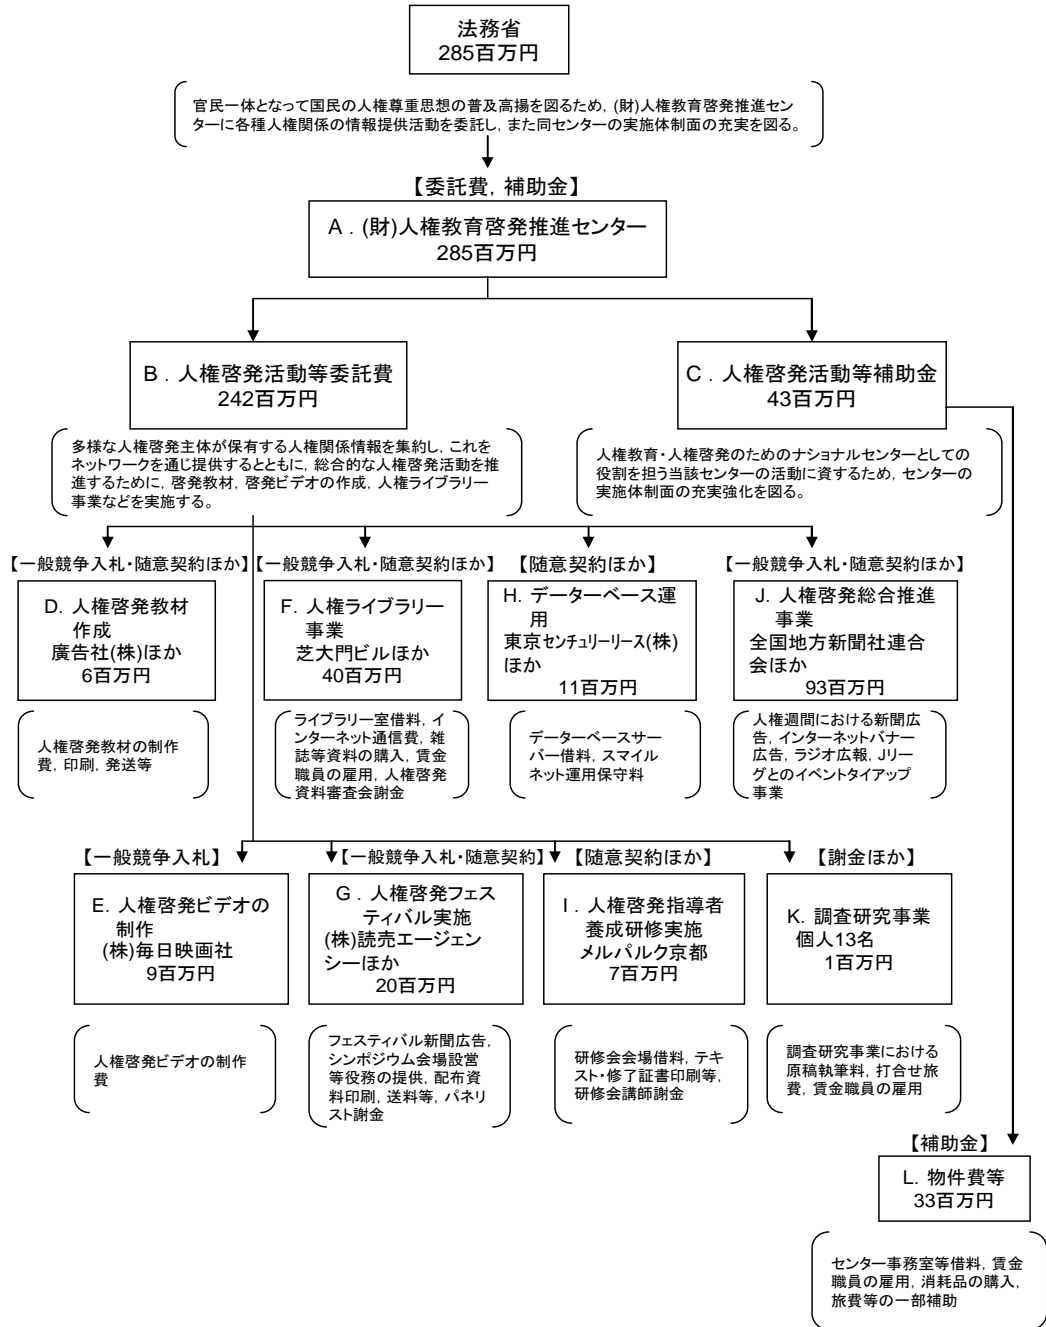 法務省
285百万円
官民一体となって国民の人権尊重思想の普及高揚を図るため，(財)人権教育啓発推進セン
ターに各種人権関係の情報提供活動を委託し，また同センターの実施体制面の充実を図る。
【委託費，補助金】
A．(財)人権教育啓発推進センター
285百万円
B．人権啓発活動等委託費
242百万円
C．人権啓発活動等補助金
43百万円
多様な人権啓発主体が保有する人権関係情報を集約し，これを
ネットワークを通じ提供するとともに，総合的な人権啓発活動を推
進するために，啓発教材，啓発ビデオの作成，人権ライブラリー
事業などを実施する。
人権教育・人権啓発のためのナショナルセンターとしての
役割を担う当該センターの活動に資するため，センターの
実施体制面の充実強化を図る。
【一般競争入札・随意契約ほか】
D．人権啓発教材
作成
廣告社(株)ほか
6百万円
人権啓発教材の制作
費，印刷，発送等
【一般競争入札・随意契約ほか】
F．人権ライブラリー
事業
芝大門ビルほか
40百万円
ライブラリー室借料，イ
ンターネット通信費，雑
誌等資料の購入，賃金
職員の雇用，人権啓発
資料審査会謝金
【随意契約ほか】
H．データーベース運
用
東京センチュリーリース(株)
ほか
11百万円
データーベースサー
バー借料，スマイル
ネット運用保守料
【一般競争入札・随意契約ほか】
J．人権啓発総合推進
事業
全国地方新聞社連合
会ほか
93百万円
人権週間における新聞広
告，インターネットバナー
広告，ラジオ広報，Jリー
グとのイベントタイアップ
事業
【一般競争入札】
E．人権啓発ビデオの
制作
(株)毎日映画社
9百万円
人権啓発ビデオの制作
費
【一般競争入札・随意契約】
G．人権啓発フェス
ティバル実施
(株)読売エージェン
シーほか
20百万円
フェスティバル新聞広告，
シンポジウム会場設営
等役務の提供，配布資
料印刷，送料等，パネリ
スト謝金
【随意契約ほか】
I．人権啓発指導者
養成研修実施
メルパルク京都
7百万円
研修会会場借料，テキ
スト・修了証書印刷等，
研修会講師謝金
【謝金ほか】
K．調査研究事業
個人13名
1百万円
調査研究事業における
原稿執筆料，打合せ旅
費，賃金職員の雇用
【補助金】
L．物件費等
33百万円
センター事務室等借料，賃金
職員の雇用，消耗品の購入，
旅費等の一部補助